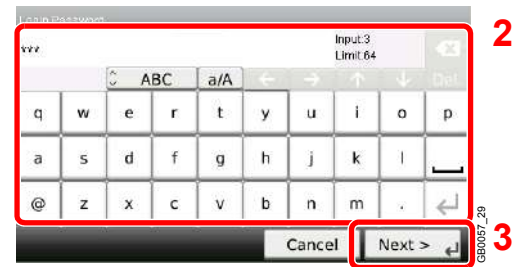 Login Password
***
Input:3
Limit:64
2
ABC a/A ← → ↑ ↓ Del.
q w e r t y u i o p
a s d f g h j k l
@ z x c v b n m .
Cancel Next >
3
GB0057_29